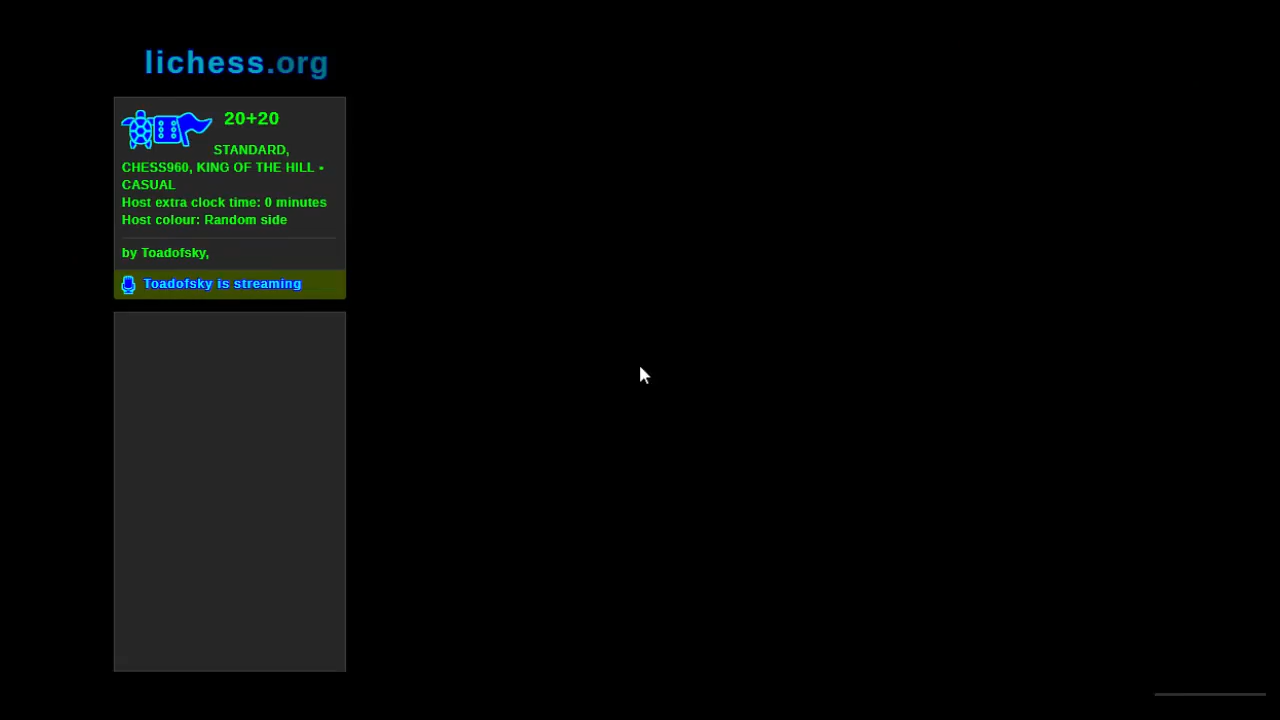 lichess.org
20+20
STANDARD,
CHESS960, KING OF THE HILL •
CASUAL
Host extra clock time: 0 minutes
Host colour: Random side
by Toadofsky,
Toadofsky is streaming